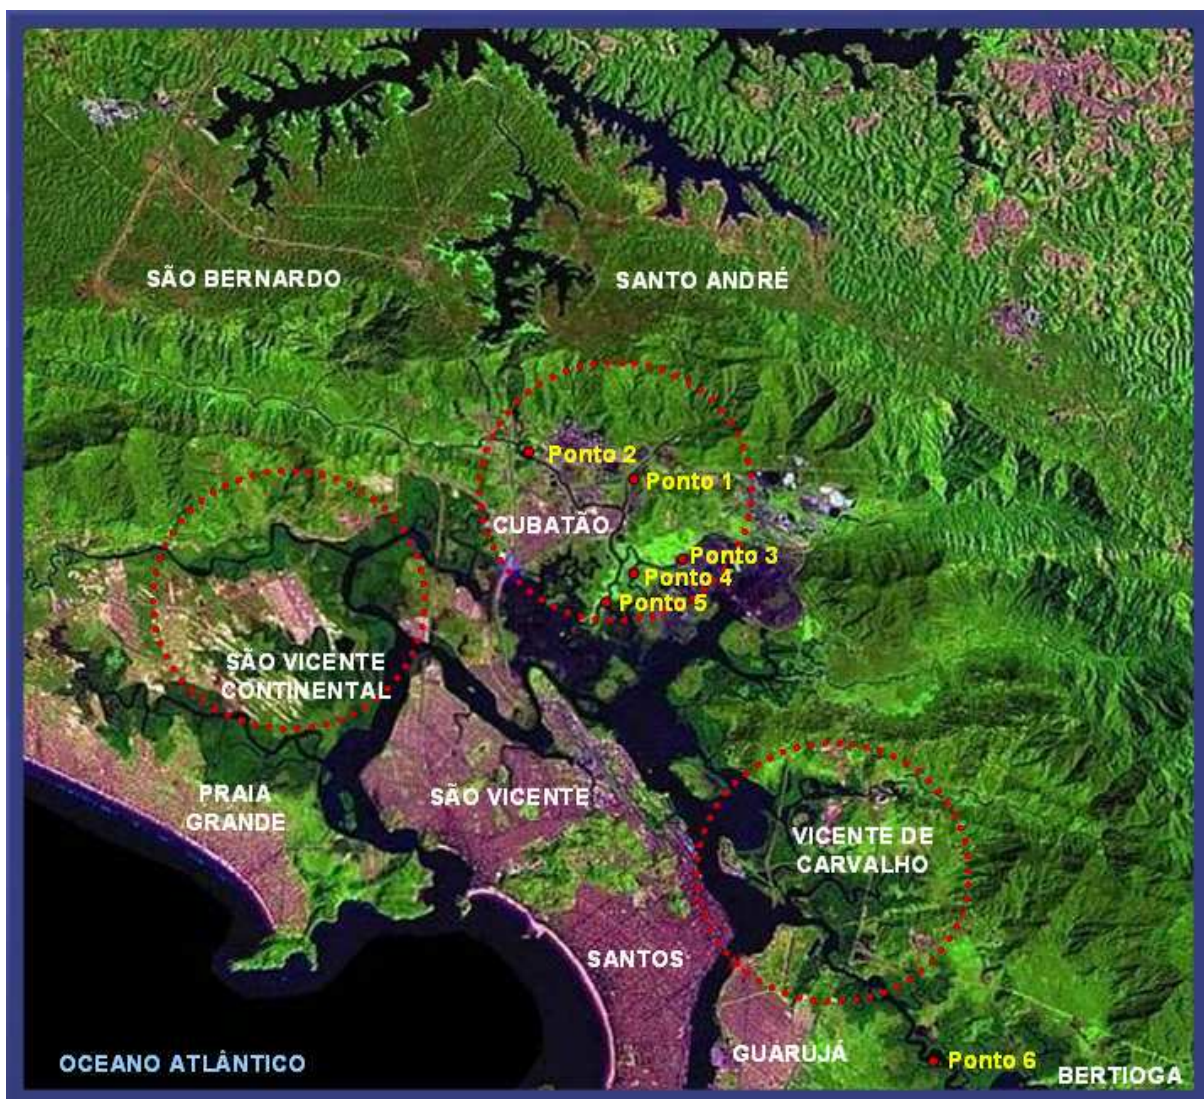 SÃO BERNARDO
SANTO ANDRÉ
Ponto 2
Ponto 1
CUBATÃO
Ponto 3
Ponto 4
Ponto 5
SÃO VICENTE
CONTINENTAL
PRAIA
GRANDE
SÃO VICENTE
VICENTE DE
CARVALHO
SANTOS
GUARUJÁ
OCEANO ATLÂNTICO
Ponto 6
BERTIOGA